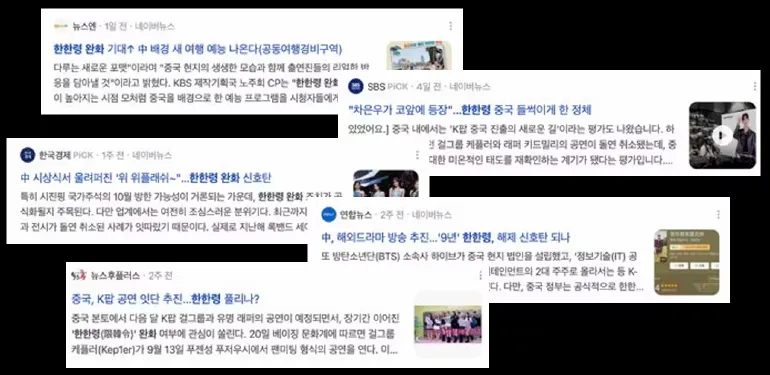 뉴스엔 · 1일 전 · 네이버뉴스
한한령 완화 기대↑ 中 배경 새 여행 예능 나온다(공동여행경비구역)
다루는 새로운 포맷"이라며 "중국 현지의 생생한 모습과 함께 출연진들의 리얼한 반
응을 담아낼 것"이라고 밝혔다. KBS 제작기획국 노주회 CP는 "한한령 완화
이 높아지는 시점 모처럼 중국을 배경으로 한 예능 프로그램을 시청자들에게
SBS PiCK · 4일 전 · 네이버뉴스
"차은우가 코앞에 등장"...한한령 중국 들썩이게 한 정체
있었어요.] 중국 내에서는 'K팝 중국 진출의 새로운 길'이라는 평가도 나왔습니다. 하
인 걸그룹 케플러와 래퍼 키드밀리의 공연이 돌연 취소됐는데, 중
대한 미온적인 태도를 재확인하는 계기가 됐다는 평가입니다....
한국경제 PiCK · 1주 전 · 네이버뉴스
中 시상식서 울려퍼진 '위 위플래쉬~"...한한령 완화 신호탄
특히 시진핑 국가주석의 10월 방한 가능성이 거론되는 가운데, 한한령 완화 조치가 공
식화될지 주목된다. 다만 업계에서는 여전히 조심스러운 분위기다. 최근까지
과 전시가 돌연 취소된 사례가 잇따랐기 때문이다. 실제로 지난해 록밴드 세
연합뉴스 · 2주 전 · 네이버뉴스
中, 해외드라마 방송 추진...'9년' 한한령, 해제 신호탄 되나
또 방탄소년단(BTS) 소속사 하이브가 중국 현지 법인을 설립했고, '정보기술(IT) 공
테인먼트의 2대 주주로 올라서는 등 K-
다. 다만, 중국 정부는 공식적으로 한한...
뉴스후플러스 · 2주 전
중국, K팝 공연 잇단 추진...한한령 풀리나?
중국 본토에서 다음 달 K팝 걸그룹과 유명 래퍼의 공연이 예정되면서, 장기간 이어진
'한한령(限韓令)' 완화 여부에 관심이 쏠린다. 20일 베이징 문화계에 따르면 걸그룹
케플러(Kep1er)가 9월 13일 푸젠성 푸저우시에서 팬미팅 형식의 공연을 연다. 이...